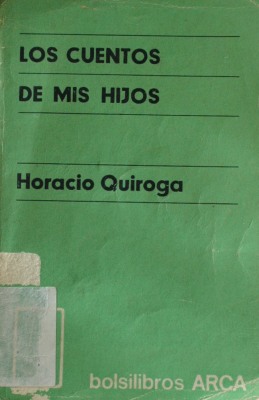 LOS CUENTOS
DE MIS HIJOS
Horacio Quiroga
bolsilibros ARCA